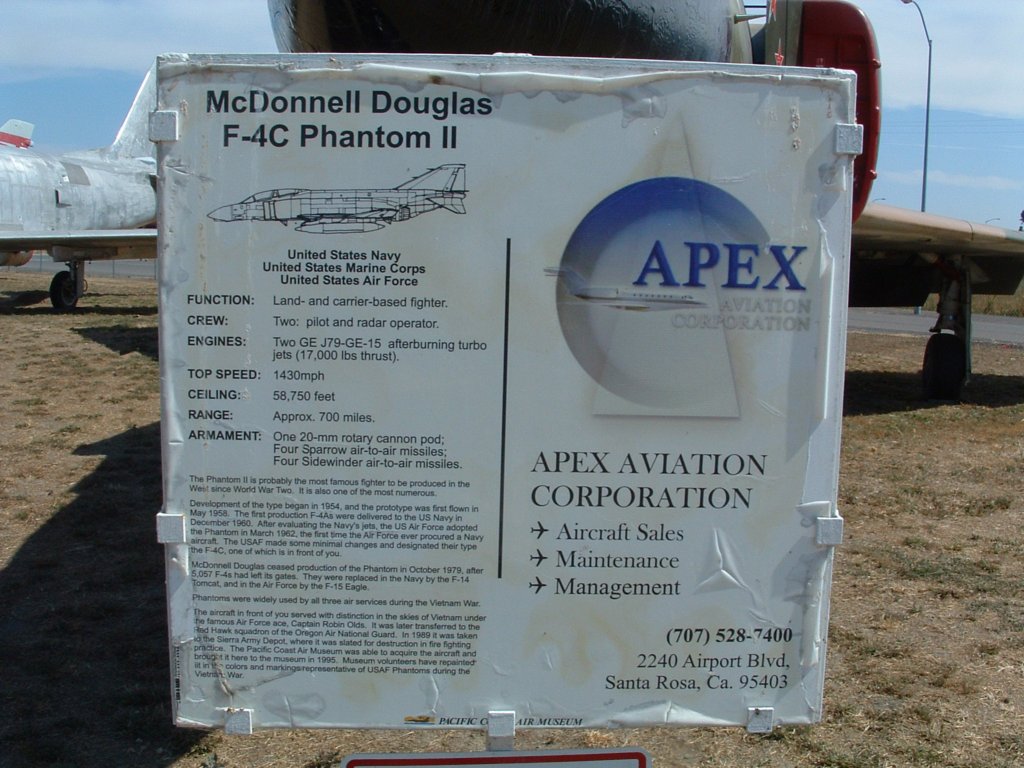 McDonnell Douglas
F-4C Phantom II
United States Navy
United States Marine Corps
United States Air Force
FUNCTION: Land- and carrier-based fighter.
CREW: Two: pilot and radar operator.
ENGINES: Two GE J79-GE-15 afterburning turbo
jets (17,000 lbs thrust).
TOP SPEED: 1430mph
CEILING: 58,750 feet
RANGE: Approx. 700 miles.
ARMAMENT: One 20-mm rotary cannon pod;
Four Sparrow air-to-air missiles;
Four Sidewinder air-to-air missiles.
The Phantom II is probably the most famous fighter to be produced in the
West since World War Two. It is also one of the most numerous.
Development of the type began in 1954, and the prototype was first flown in
May 1958. The first production F-4As were delivered to the US Navy in
December 1960. After evaluating the Navy's jets, the US Air Force adopted
the Phantom in March 1962, the first time the Air Force ever procured a Navy
aircraft. The USAF made some minimal changes and designated their type
the F-4C, one of which is in front of you.
McDonnell Douglas ceased production of the Phantom in October 1979, after
5,057 F-4s had left its gates. They were replaced in the Navy by the F-14
Tomcat, and in the Air Force by the F-15 Eagle.
Phantoms were widely used by all three air services during the Vietnam War.
The aircraft in front of you served with distinction in the skies of Vietnam under
the famous Air Force ace, Captain Robin Olds. It was later transferred to the
Red Hawk squadron of the Oregon Air National Guard. In 1989 it was taken
to the Sierra Army Depot, where it was slated for destruction in fire fighting
practice. The Pacific Coast Air Museum was able to acquire the aircraft and
brought it here to the museum in 1995. Museum volunteers have repainted
it in the colors and markings representative of USAF Phantoms during the
Vietnam War.
APEX
AVIATION
CORPORATION
APEX AVIATION
CORPORATION
Aircraft Sales
Maintenance
Management
(707) 528-7400
2240 Airport Blvd,
Santa Rosa, Ca. 95403
PACIFIC AIR MUSEUM